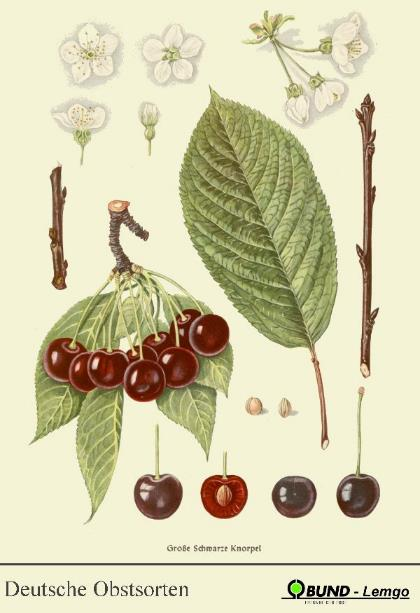 Große Schwarze Knorpel
Deutsche Obstsorten
BUND - Lemgo